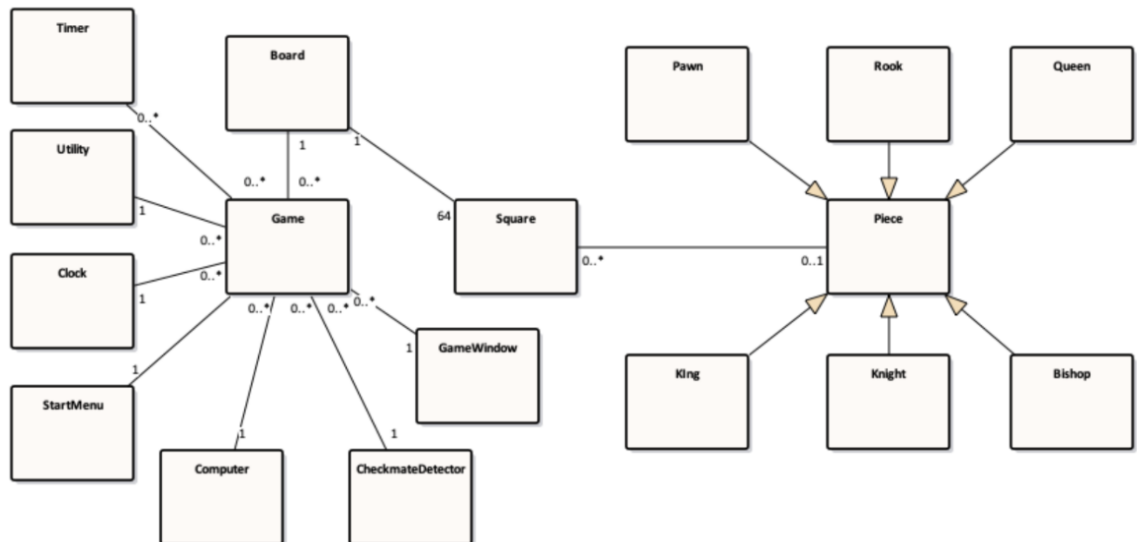 Timer
Board
Pawn
Rook
Queen
0..*
Utility
1
1
0..*
0..*
1
0..*
64
Game
Square
Piece
0..*
0..1
Clock
0..*
1
0..*
0..*
0..*
0..*
1
GameWindow
1
StartMenu
KIng
Knight
Bishop
1
1
Computer
CheckmateDetector